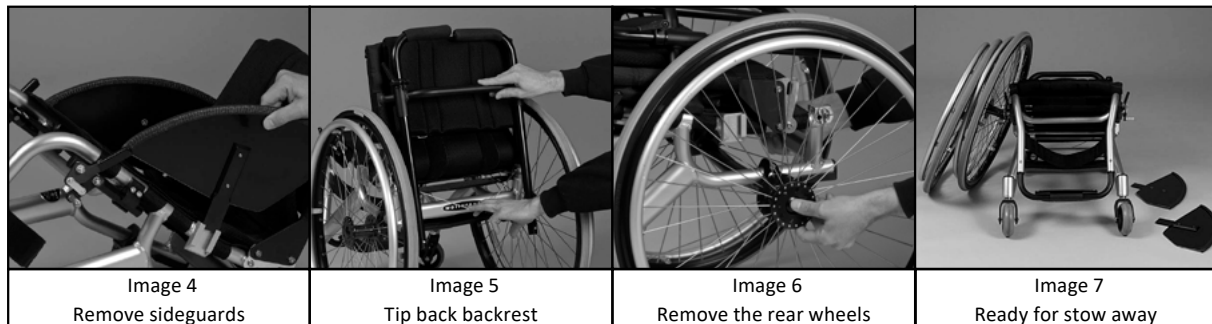 Image 4
Remove sideguards
Image 5
Tip back backrest
Image 6
Remove the rear wheels
Image 7
Ready for stow away